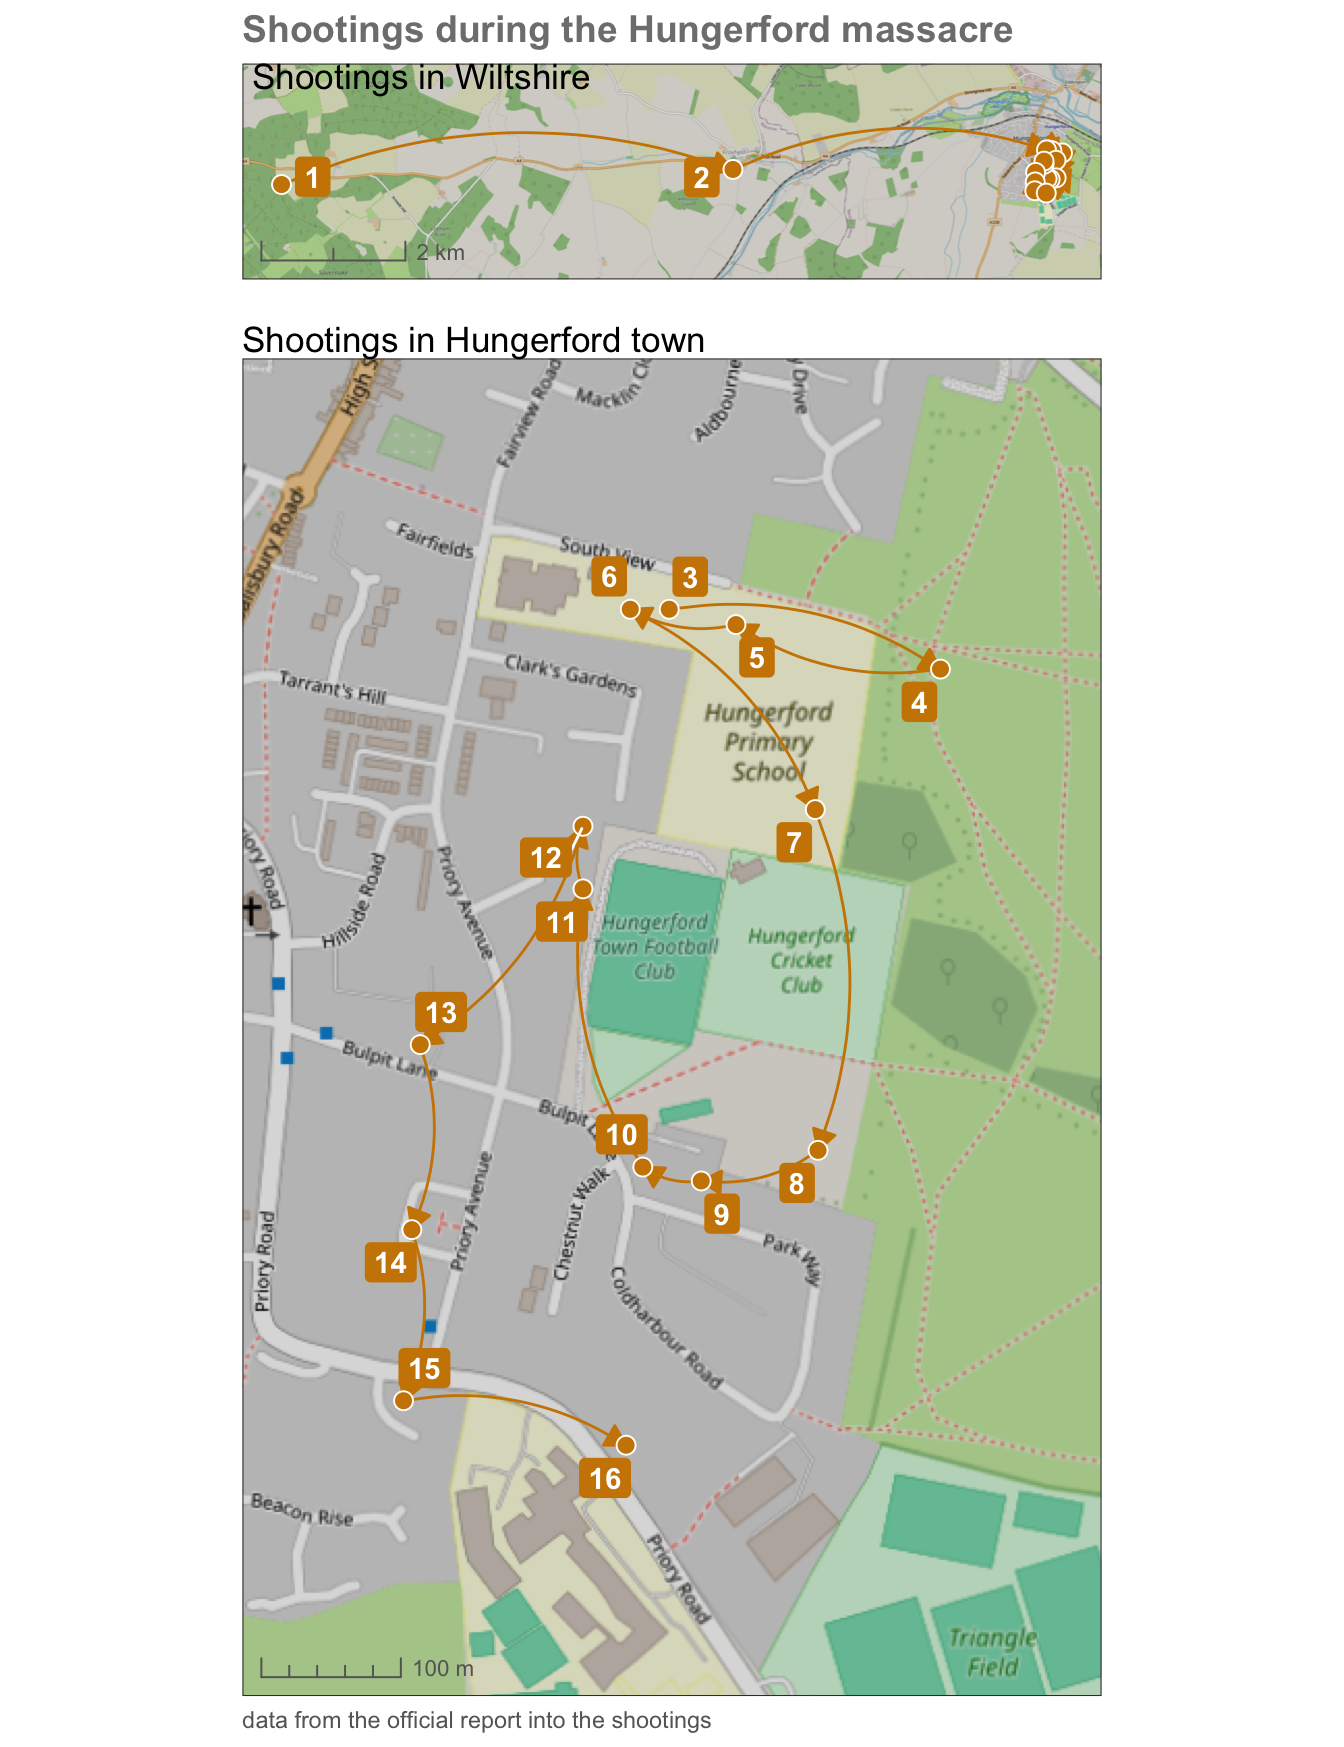 Shootings during the Hungerford massacre
Shootings in Wiltshire
1
2
2 km
Shootings in Hungerford town
High S
Fairview Road
Macklin Clo
Aldbourne
Drive
alisbury Road
Fairfields
South View
6
3
5
4
Clark's Gardens
Tarrant's Hill
Hungerford
Primary
School
7
12
11
Priory Avenue
Hillside Road
iory Road
Hungerford
Town Football
Club
Hungerford
Cricket
Club
13
Bulpit Lane
Bulpit L
10
8
9
Chestnut Walk
Priory Avenue
Priory Road
Park Way
14
Coldharbour Road
15
16
Beacon Rise
Priory Road
Triangle
Field
100 m
data from the official report into the shootings